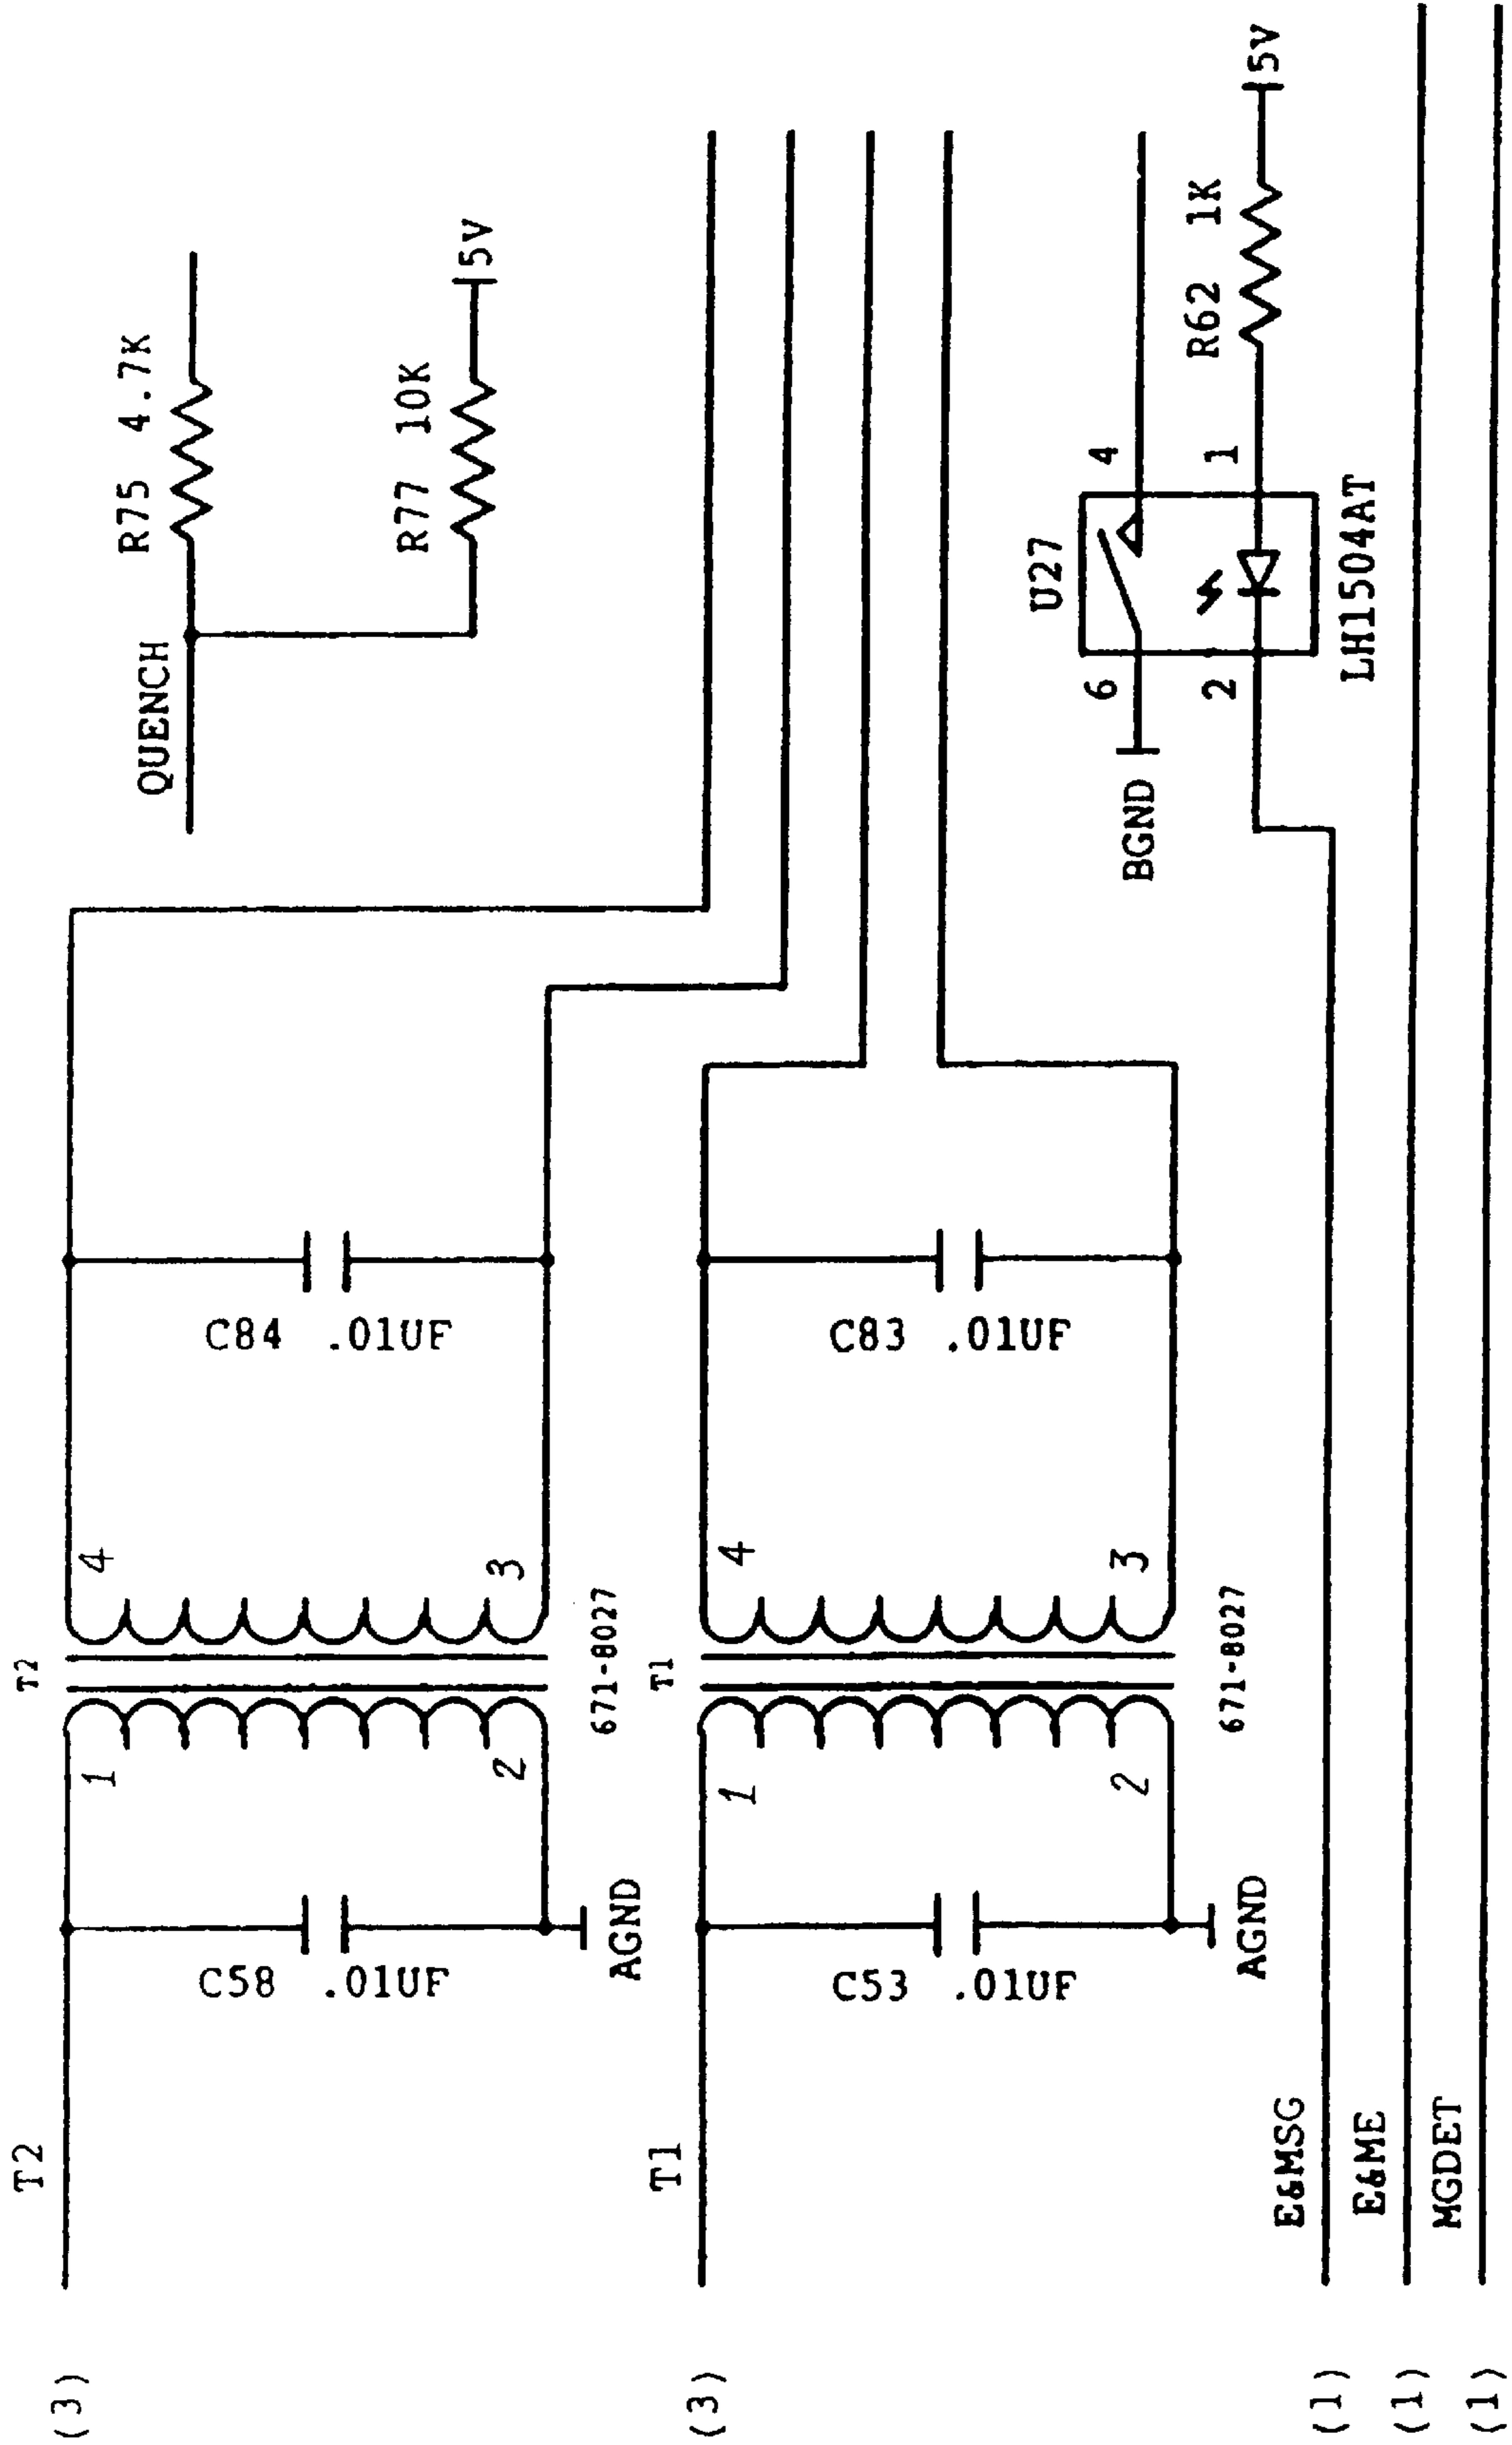 (3)
T2
T2
1
4
2
3
C58 .01UF
C84 .01UF
AGND
671-8027
QUENCH
R75 4.7K
R77 10K
5V
(3)
T1
T1
1
4
2
3
C53 .01UF
C83 .01UF
AGND
671-8027
U27
6
4
BGND
2
1
R62 1K
5V
LH1504AT
(1)
E&MSG
(1)
E&ME
(1)
MGDET